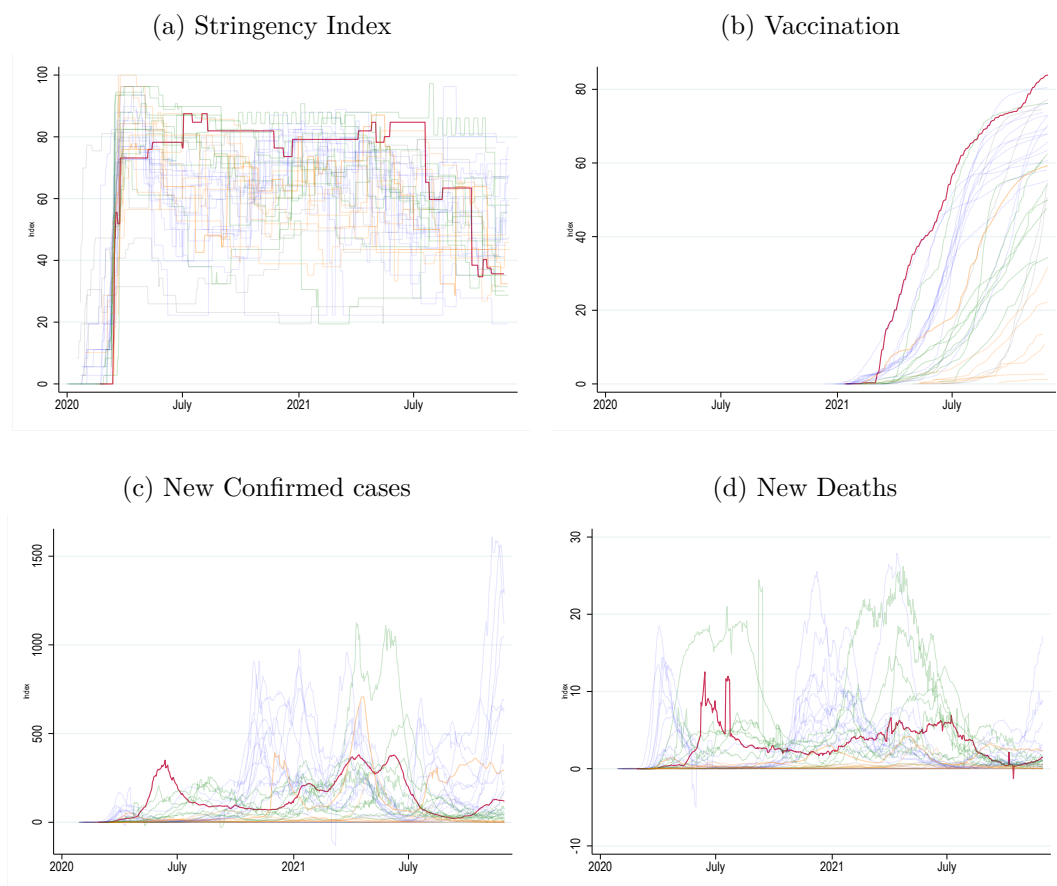 (a) Stringency Index
(b) Vaccination
100
80
60
40
20
0
Index
2020
July
2021
July
80
60
40
20
0
Index
2020
July
2021
July
(c) New Confirmed cases
(d) New Deaths
1500
1000
500
0
Index
2020
July
2021
July
30
20
10
0
-10
Index
2020
July
2021
July